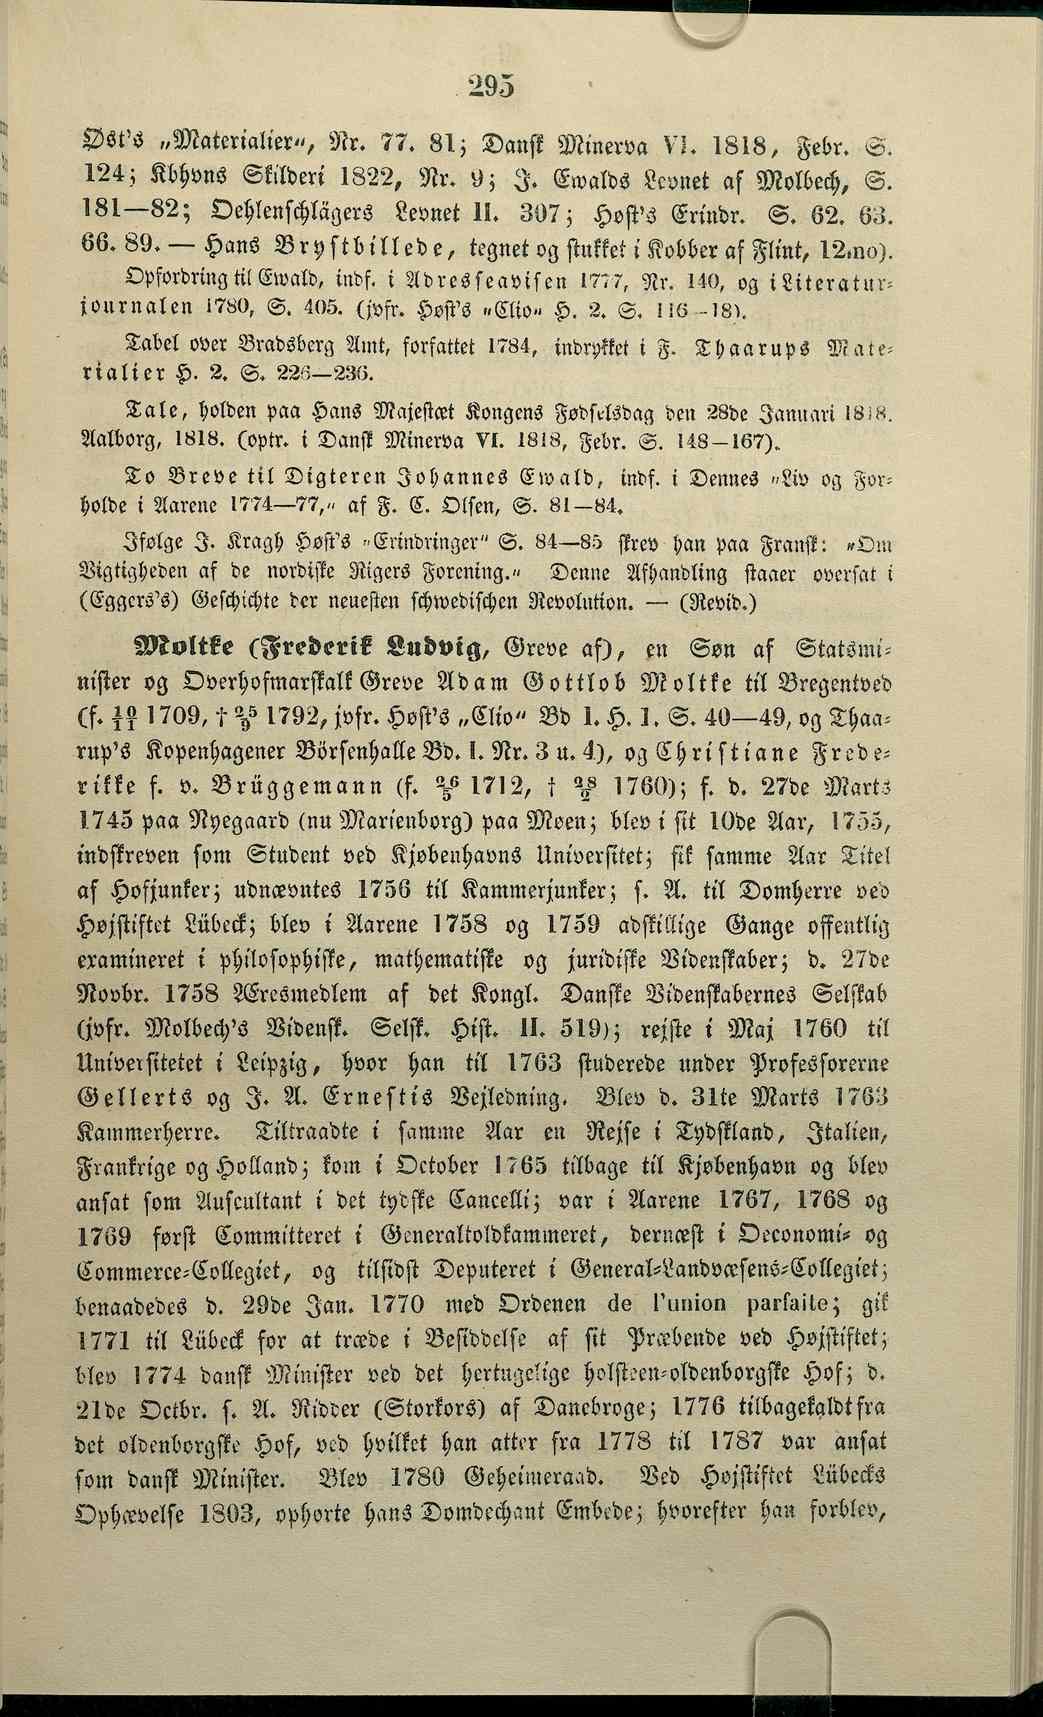 295
Øst's „Materialier“, Nr. 77. 81; Dansk Minerva VI. 1818, Febr. S.
124; Kbhvns Skilderi 1822, Nr. 9; J. Ewalds Levnet af Molbech, S.
181—82; Oehlenschlägers Levnet II. 307; Høst's Erindr. S. 62. 63.
66. 89. — Hans Brystbillede, tegnet og stukket i Kobber af Flint, 12mo).
Opfordring til Ewald, inds. i Adresseavisen 1777, Nr. 140, og i Literatur-
journalen 1780, S. 405. (jvfr. Høst's „Clio“ H. 2. S. 116—18).
Tabel over Bradsberg Amt, forfattet 1784, indrykket i F. Thaarups Mate-
rialier H. 2. S. 226—236.
Tale, holden paa Hans Majestæt Kongens Fødselsdag den 28de Januari 1818.
Aalborg, 1818. (optr. i Dansk Minerva VI. 1818, Febr. S. 148—167).
To Breve til Digteren Johannes Ewald, inds. i Dennes „Liv og For-
holde i Aarene 1774—77,“ af F. C. Olsen, S. 81—84.
Ifølge J. Kragh Høst's „Erindringer“ S. 84—85 skrev han paa Fransk: „Om
Vigtigheden af de nordiske Rigers Forening.“ Denne Afhandling staaer oversat i
(Eggers's) Geschichte der neuesten schwedischen Revolution. — (Revid.)
Moltke (Frederik Ludvig, Greve af), en Søn af Statsmi-
nister og Overhofmarskalk Greve Adam Gottlob Moltke til Bregentved
(f. 10/11 1709, † 25/9 1792, jvfr. Høst's „Clio“ Bd I. H. 1. S. 40—49, og Thaa-
rup's Kopenhagener Börsenhalle Bd. I. Nr. 3 u. 4), og Christiane Frede-
rikke f. v. Brüggemann (f. 26/5 1712, † 28/2 1760); f. d. 27de Marts
1745 paa Nyegaard (nu Marienborg) paa Møen; blev i sit 10de Aar, 1755,
indskreven som Student ved Kjøbenhavns Universitet; fik samme Aar Titel
af Hofjunker; udnævntes 1756 til Kammerjunker; s. A. til Domherre ved
Højstiftet Lübeck; blev i Aarene 1758 og 1759 adskillige Gange offentlig
examineret i philosophiske, mathematiske og juridiske Videnskaber; d. 27de
Novbr. 1758 Æresmedlem af det Kongl. Danske Videnskabernes Selskab
(jvfr. Molbech's Vidensk. Selsk. Hist. II. 519); rejste i Maj 1760 til
Universitetet i Leipzig, hvor han til 1763 studerede under Professorerne
Gellerts og J. A. Ernestis Vejledning. Blev d. 31te Marts 1763
Kammerherre. Tiltraadte i samme Aar en Rejse i Tydskland, Italien,
Frankrige og Holland; kom i October 1765 tilbage til Kjøbenhavn og blev
ansat som Auscultant i det tydske Cancelli; var i Aarene 1767, 1768 og
1769 først Committeret i Generaltoldkammeret, dernæst i Oeconomi- og
Commerce-Collegiet, og tilsidst Deputeret i General-Landvæsens-Collegiet;
benaadedes d. 29de Jan. 1770 med Ordenen de l'union parfaite; gik
1771 til Lübeck for at træde i Besiddelse af sit Præbende ved Højstiftet;
blev 1774 dansk Minister ved det hertugelige holsteen-oldenborgske Hof; d.
21de Octbr. s. A. Ridder (Storkors) af Danebroge; 1776 tilbagekaldt fra
det oldenborgske Hof, ved hvilket han atter fra 1778 til 1787 var ansat
som dansk Minister. Blev 1780 Geheimeraad. Ved Højstiftet Lübecks
Ophævelse 1803, ophørte hans Domdechant Embede; hvorefter han forblev,